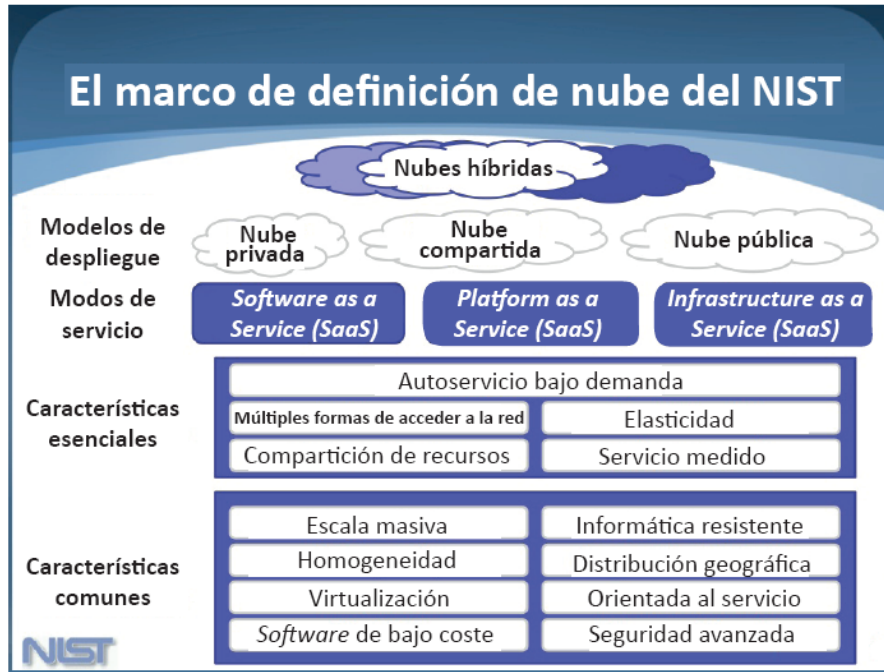 El marco de definición de nube del NIST
Nubes híbridas
Modelos de
despliegue
Nube
privada
Nube
compartida
Nube pública
Modos de
servicio
Software as a
Service (SaaS)
Platform as a
Service (SaaS)
Infrastructure as a
Service (SaaS)
Características
esenciales
Autoservicio bajo demanda
Múltiples formas de acceder a la red
Elasticidad
Compartición de recursos
Servicio medido
Características
comunes
Escala masiva
Informática resistente
Homogeneidad
Distribución geográfica
Virtualización
Orientada al servicio
Software de bajo coste
Seguridad avanzada
NIST